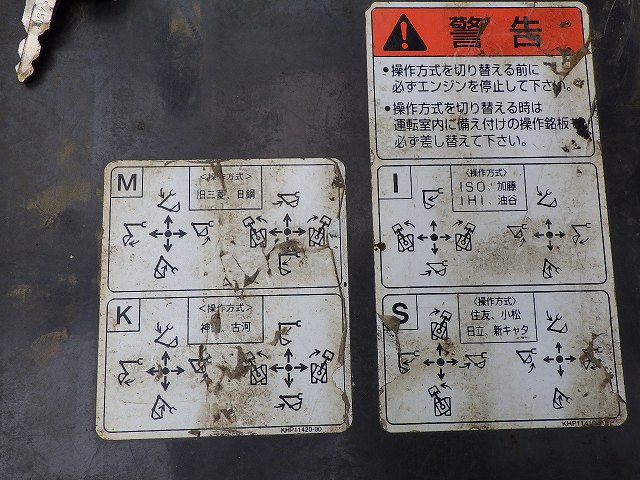 警告
•操作方式を切り替える前に
必ずエンジンを停止して下さい。
•操作方式を切り替える時は
運転室内に備え付けの操作銘板
必ず差し替えて下さい。
M
<操作方式>
旧三菱、日鋼
K
<操作方式>
神、古河
KHP11420-00
I
<操作方式>
ISO、加藤
IHI、油谷
S
<操作方式>
住友、小松
日立、新キャタ